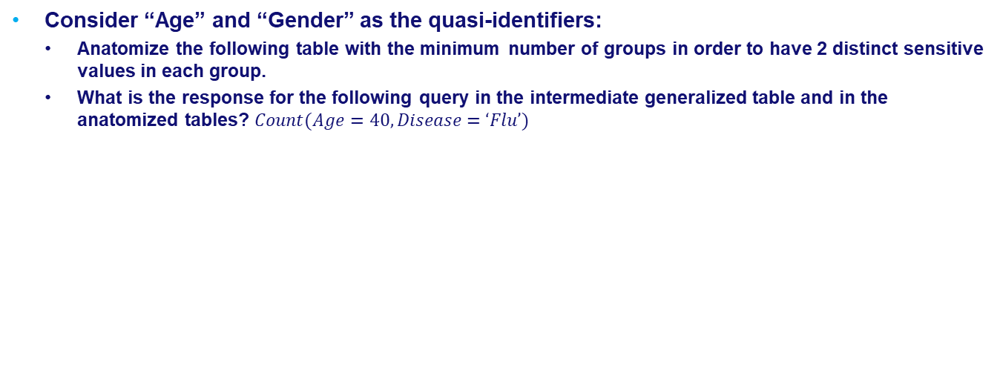 • Consider “Age” and “Gender” as the quasi-identifiers:
• Anatomize the following table with the minimum number of groups in order to have 2 distinct sensitive
values in each group.
• What is the response for the following query in the intermediate generalized table and in the
anatomized tables? Count(Age = 40, Disease = ‘Flu’)